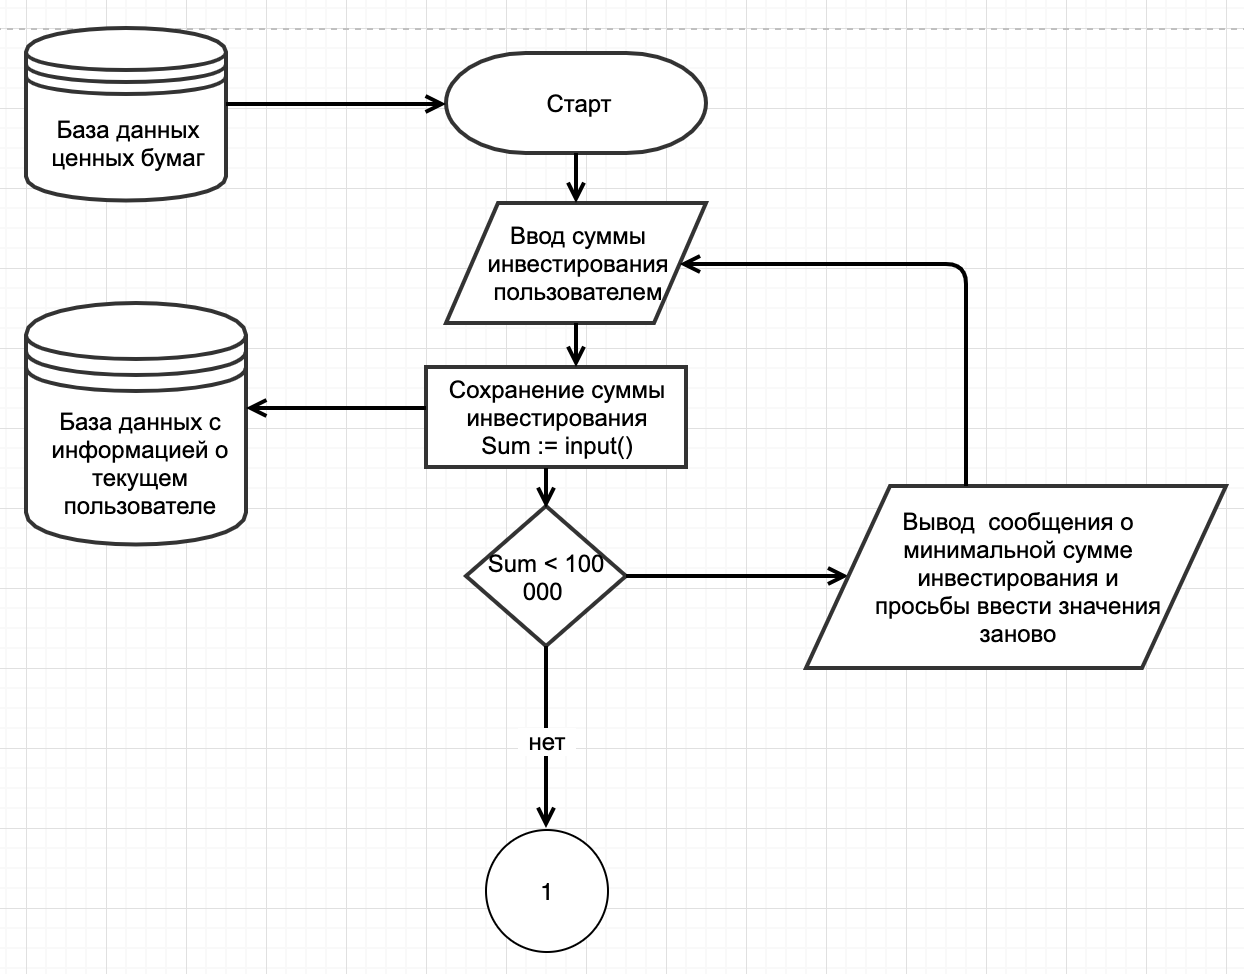 База данных
ценных бумаг
Старт
Ввод суммы
инвестирования
пользователем
Сохранение суммы
инвестирования
Sum := input()
База данных с
информацией о
текущем
пользователе
Sum < 100
000
Вывод  сообщения о
минимальной сумме
инвестирования и
просьбы ввести значения
заново
нет
1